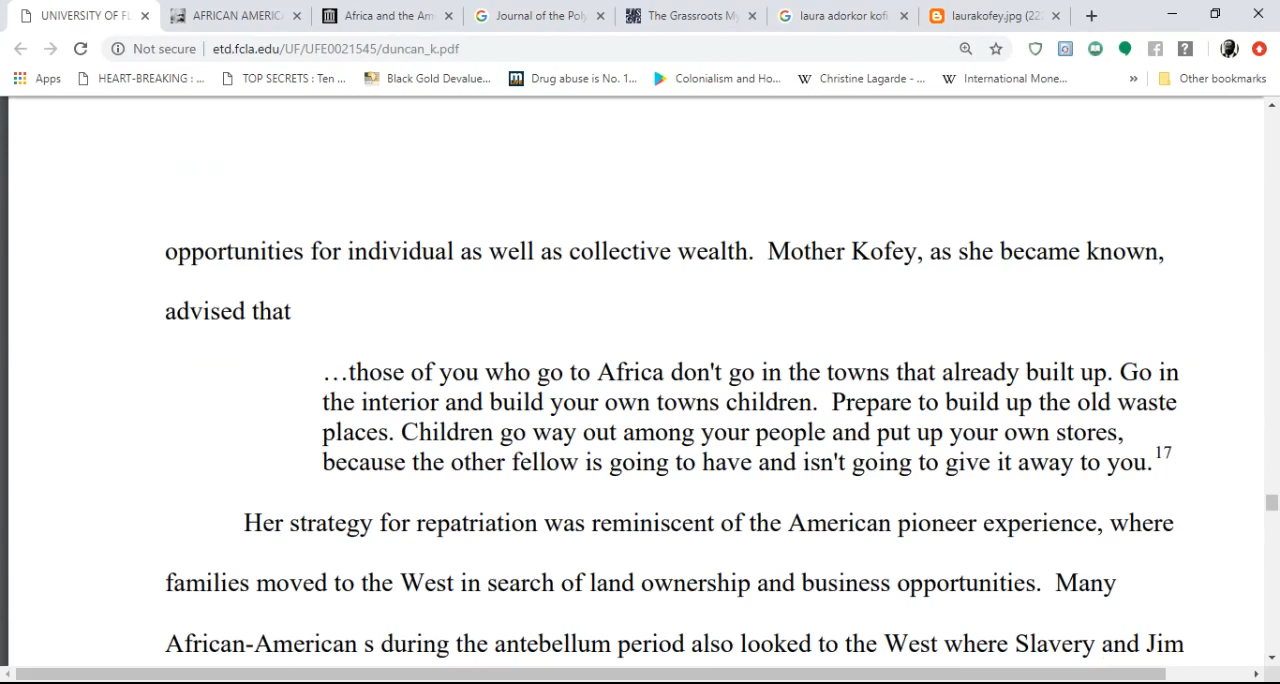 UNIVERSITY OF FL
AFRICAN AMERIC
Africa and the Am
Journal of the Poly
The Grassroots My
laura adorkor kofi
laurakofey.jpg (22
Not secure
etd.fcla.edu/UF/UFE0021545/duncan_k.pdf
Apps
HEART-BREAKING : ...
TOP SECRETS : Ten ...
Black Gold Devalue...
Drug abuse is No. 1...
Colonialism and Ho...
Christine Lagarde - ...
International Mone...
»
Other bookmarks
opportunities for individual as well as collective wealth.  Mother Kofey, as she became known,
advised that
…those of you who go to Africa don't go in the towns that already built up. Go in
the interior and build your own towns children.  Prepare to build up the old waste
places. Children go way out among your people and put up your own stores,
because the other fellow is going to have and isn't going to give it away to you.17
Her strategy for repatriation was reminiscent of the American pioneer experience, where
families moved to the West in search of land ownership and business opportunities.  Many
African-American s during the antebellum period also looked to the West where Slavery and Jim